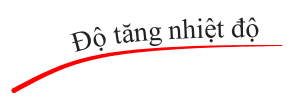 Độ tăng nhiệt độ